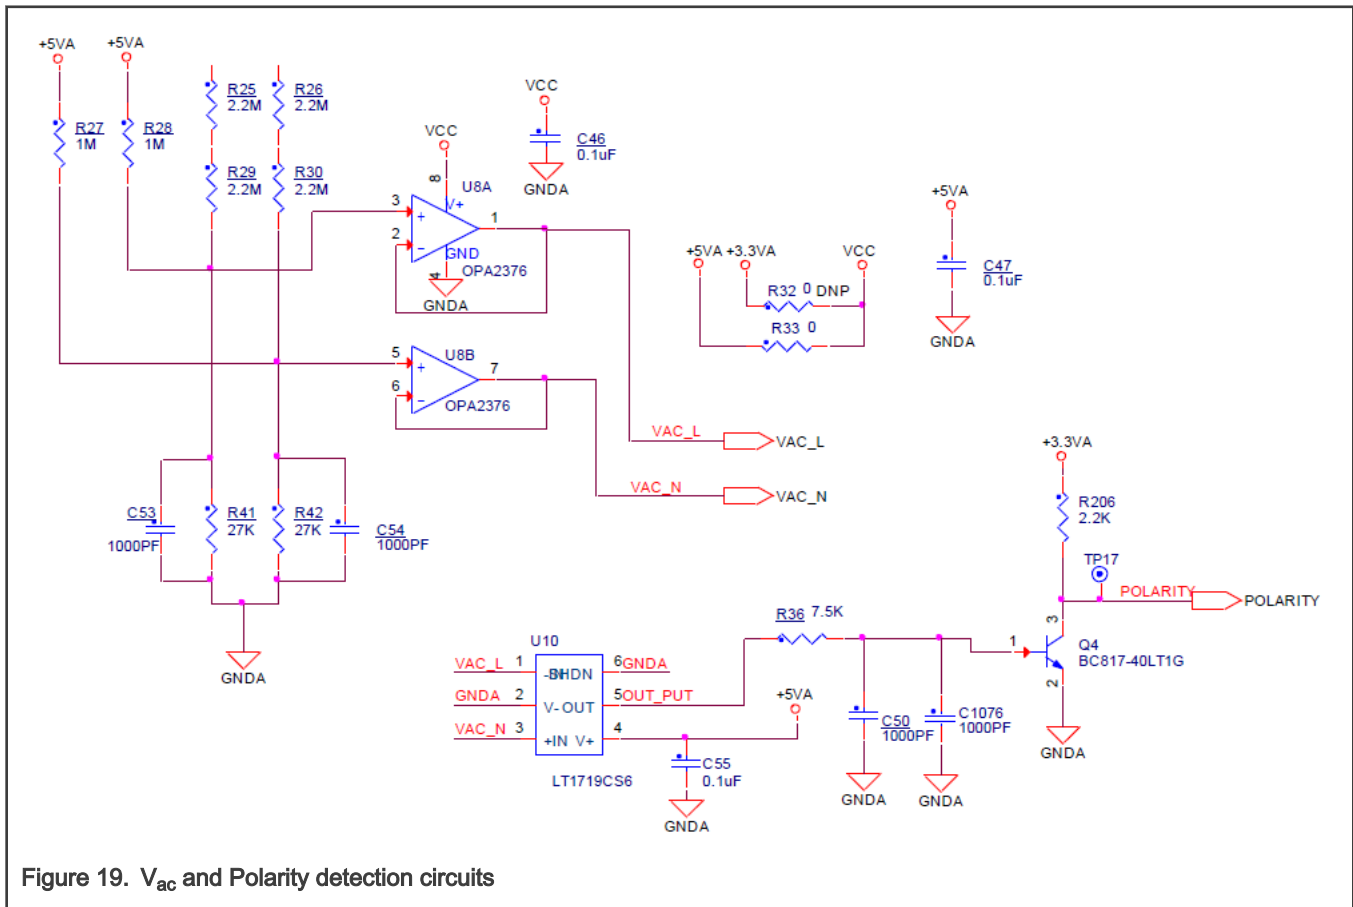 +5VA
+5VA
R25
2.2M
R26
2.2M
R27
1M
R28
1M
R29
2.2M
R30
2.2M
VCC
C46
0.1uF
GNDA
VCC
8
U8A
V+
3
+
1
2
-
GND
4
OPA2376
GNDA
+5VA
C47
0.1uF
GNDA
+5VA +3.3VA VCC
R32 0 DNP
R33 0
5
+
U8B
7
6
-
OPA2376
VAC_L
VAC_L
VAC_N
VAC_N
C53
1000PF
R41
27K
R42
27K
C54
1000PF
GNDA
+3.3VA
R206
2.2K
TP17
POLARITY
POLARITY
3
1
Q4
BC817-40LT1G
2
GNDA
R36 7.5K
U10
VAC_L 1 6 GNDA
GNDA 2 V- OUT 5 OUT_PUT
VAC_N 3 +IN V+ 4
LT1719CS6
+5VA
C55
0.1uF
GNDA
C50
1000PF
GNDA
C1076
1000PF
GNDA
Figure 19. Vac and Polarity detection circuits